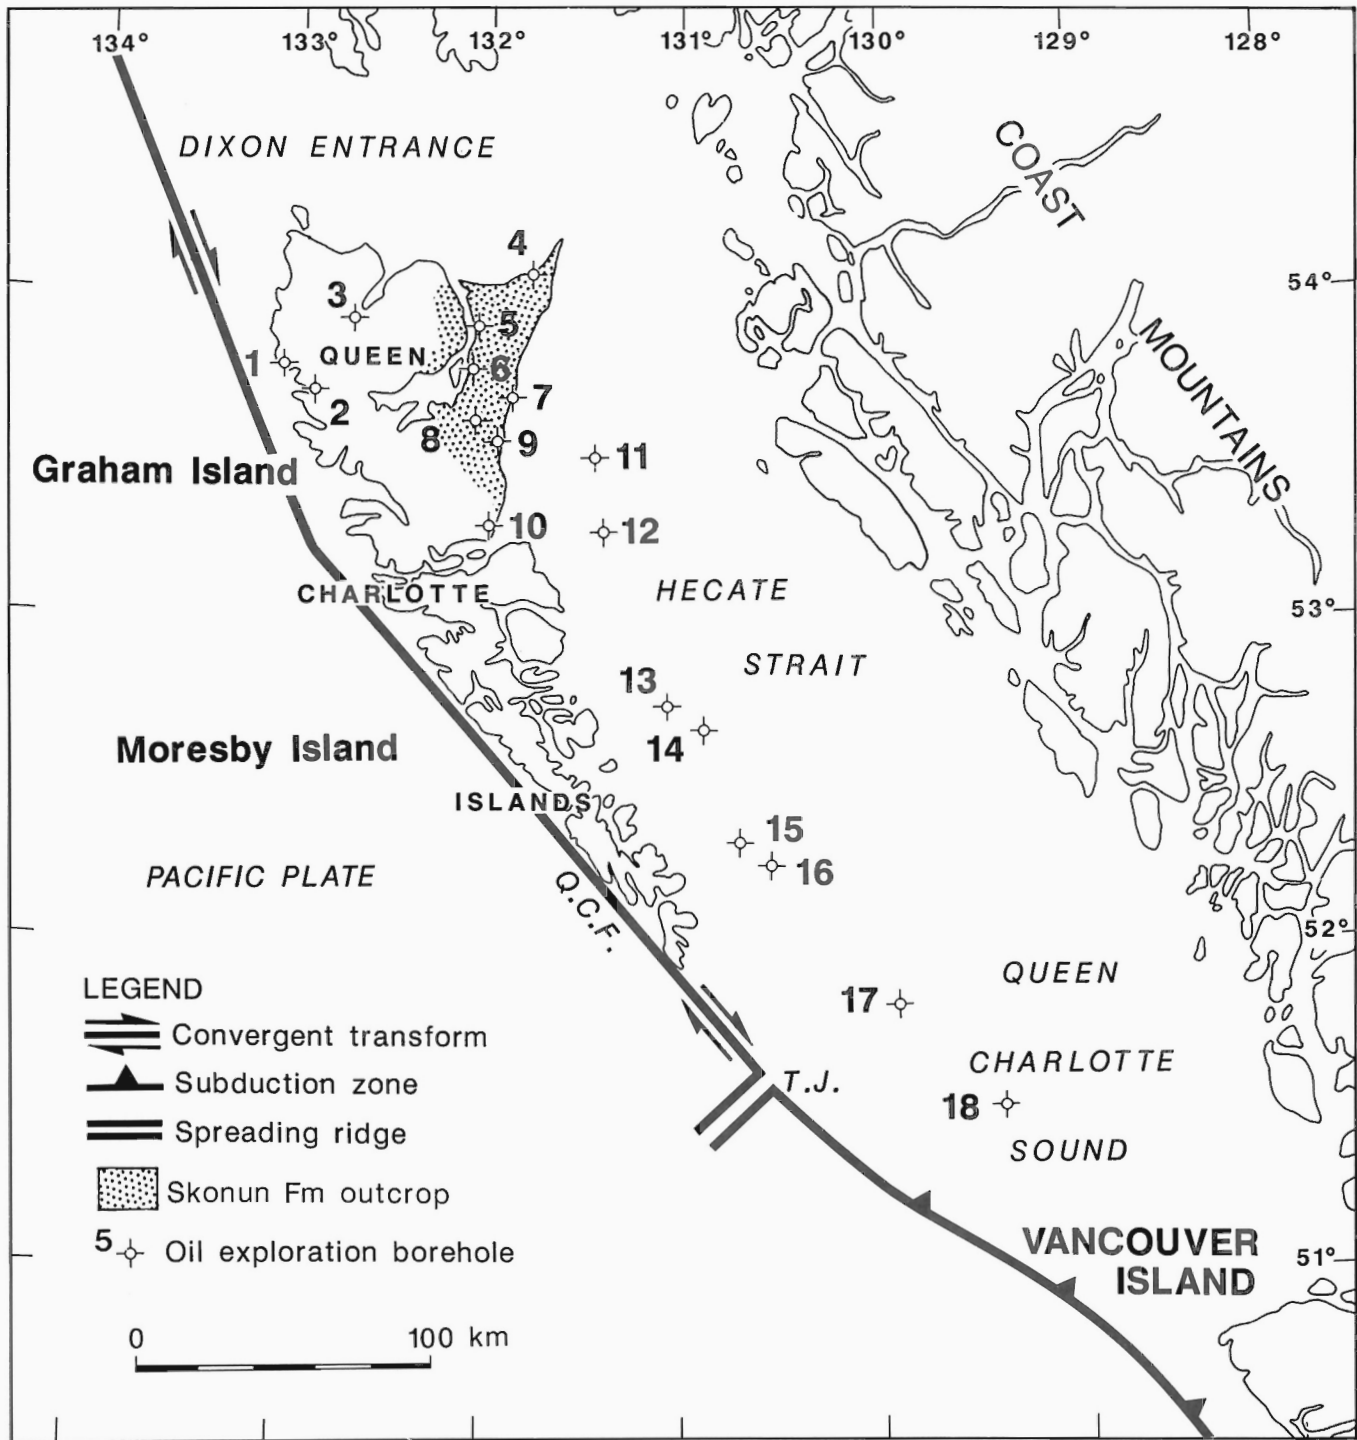 134° 133° 132° 131° 130° 129° 128°
DIXON ENTRANCE
COAST
MOUNTAINS
4
54°
3
5
1
QUEEN
6
2
7
8
9
11
Graham Island
10
12
CHARLOTTE
HECATE
53°
STRAIT
13
14
Moresby Island
ISLANDS
15
16
PACIFIC PLATE
Q.C.F.
52°
QUEEN
17
CHARLOTTE
T.J.
18
SOUND
LEGEND
Convergent transform
Subduction zone
Spreading ridge
Skonun Fm outcrop
5 Oil exploration borehole
VANCOUVER
ISLAND
51°
0 100 km